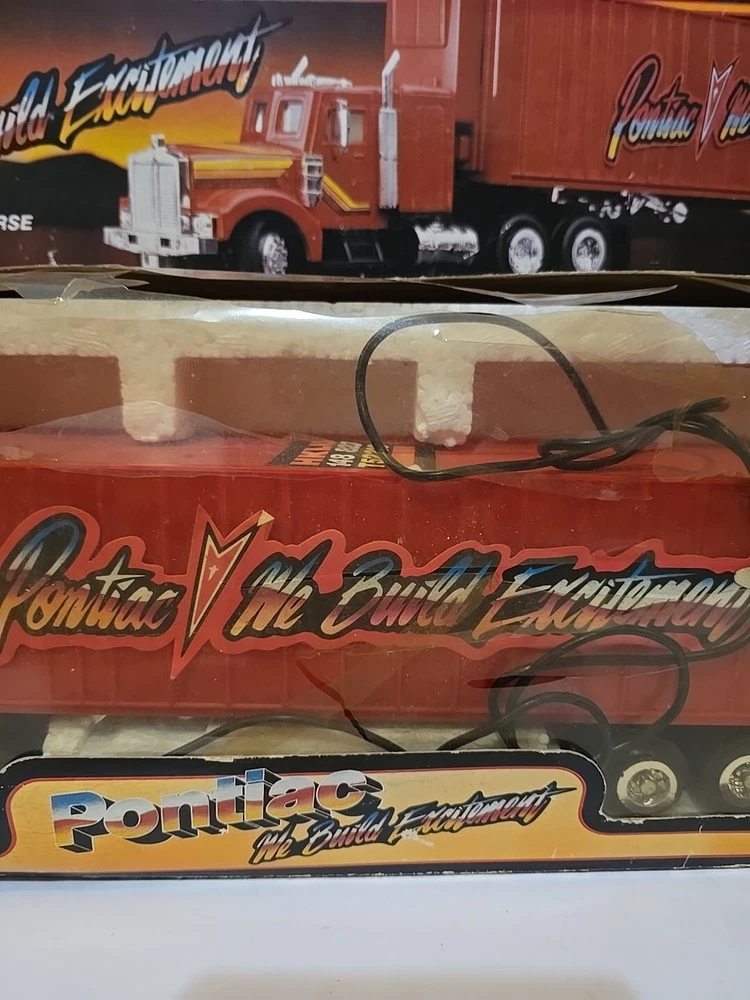 uild Excitement
Pontiac We
RSE
Pontiac We Build Excitement
Pontiac
We Build Excitement